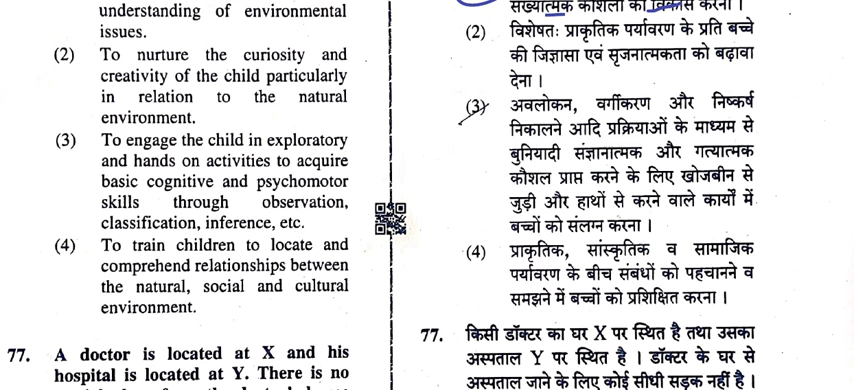 understanding of environmental
issues.
(2) To nurture the curiosity and
creativity of the child particularly
in relation to the natural
environment.
(3) To engage the child in exploratory
and hands on activities to acquire
basic cognitive and psychomotor
skills through observation,
classification, inference, etc.
(4) To train children to locate and
comprehend relationships between
the natural, social and cultural
environment.
77. A doctor is located at X and his
hospital is located at Y. There is no
संख्यात्मक कौशलों का विकास करना ।
(2) विशेषतः प्राकृतिक पर्यावरण के प्रति बच्चे
की जिज्ञासा एवं सृजनात्मकता को बढ़ावा
देना ।
(3) अवलोकन, वर्गीकरण और निष्कर्ष
निकालने आदि प्रक्रियाओं के माध्यम से
बुनियादी संज्ञानात्मक और गत्यात्मक
कौशल प्राप्त करने के लिए खोजबीन से
जुड़ी और हाथों से करने वाले कार्यों में
बच्चों को संलग्न करना ।
(4) प्राकृतिक, सांस्कृतिक व सामाजिक
पर्यावरण के बीच संबंधों को पहचानने व
समझने में बच्चों को प्रशिक्षित करना ।
77. किसी डॉक्टर का घर X पर स्थित है तथा उसका
अस्पताल Y पर स्थित है । डॉक्टर के घर से
अस्पताल जाने के लिए कोई सीधी सड़क नहीं है ।